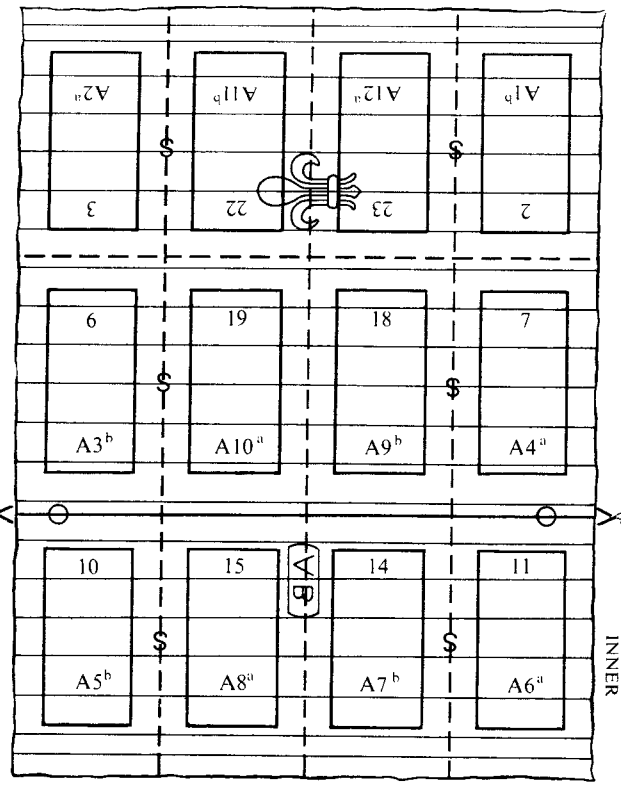 A2ᵃ A11ᵇ A12ᵃ A1ᵇ
3 22 23 2
6 19 18 7
A3ᵇ A10ᵃ A9ᵇ A4ᵃ
10 15 14 11
A5ᵇ A8ᵃ A7ᵇ A6ᵃ
INNER